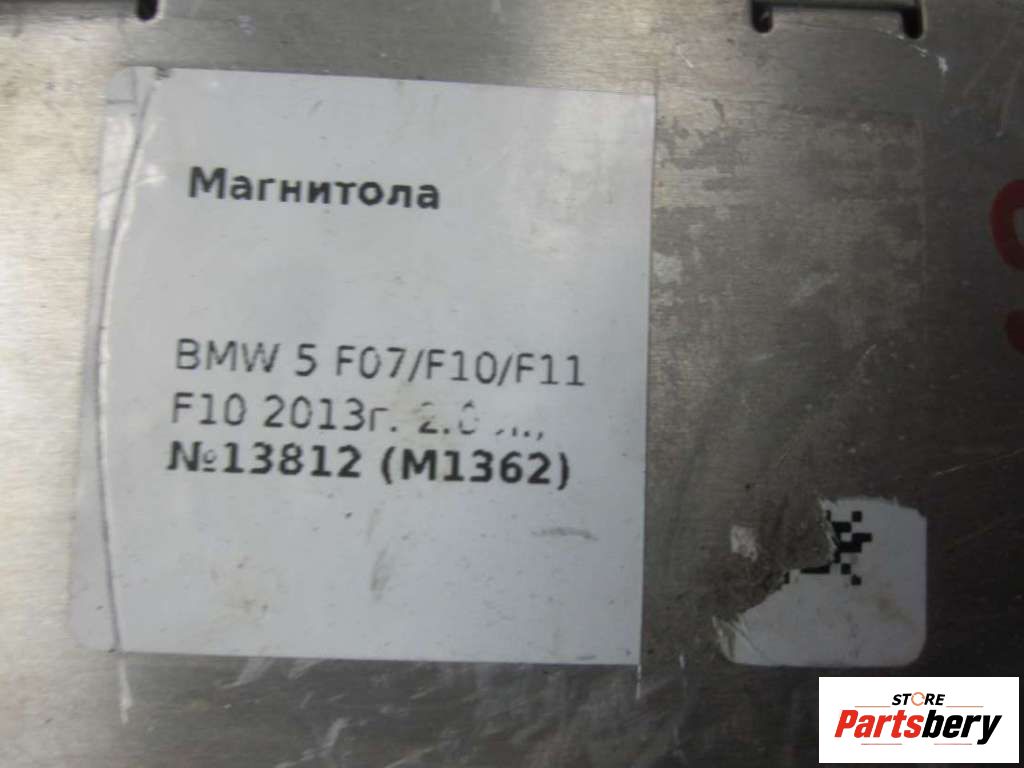 Магнитола
BMW 5 F07/F10/F11
F10 2013г.
№13812 (M1362)
STORE
Partsbery